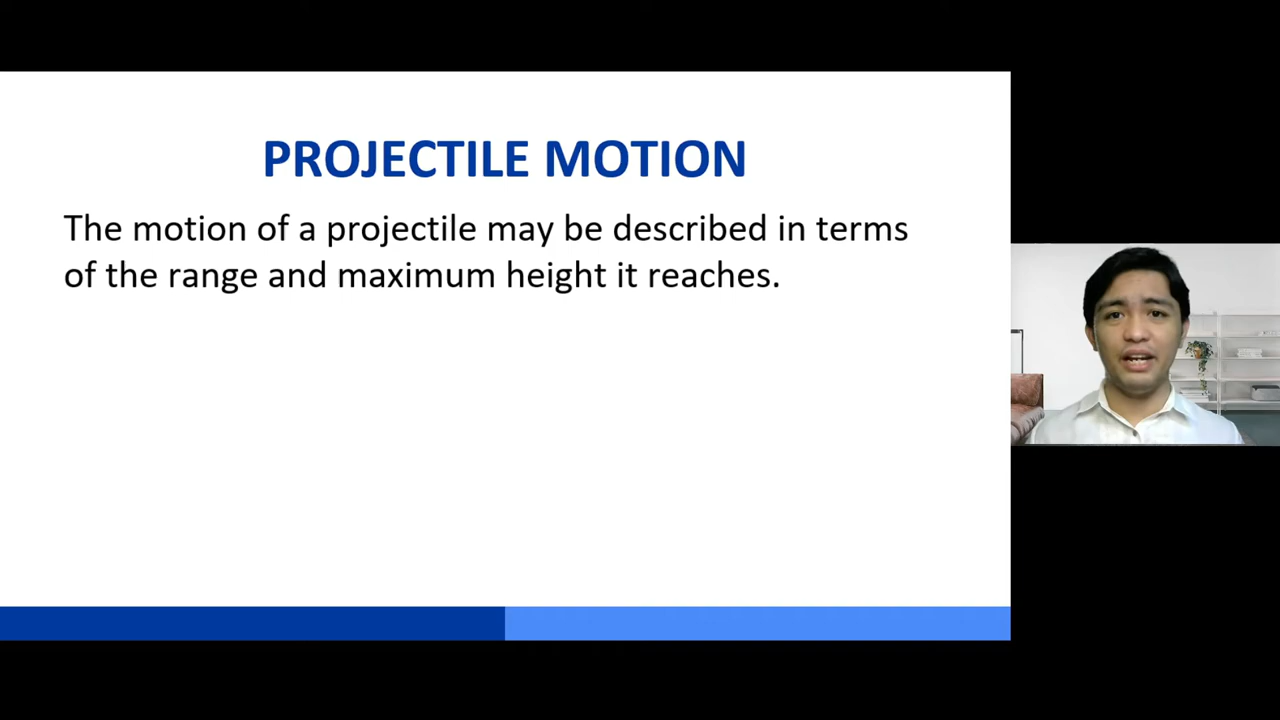 PROJECTILE MOTION
The motion of a projectile may be described in terms
of the range and maximum height it reaches.